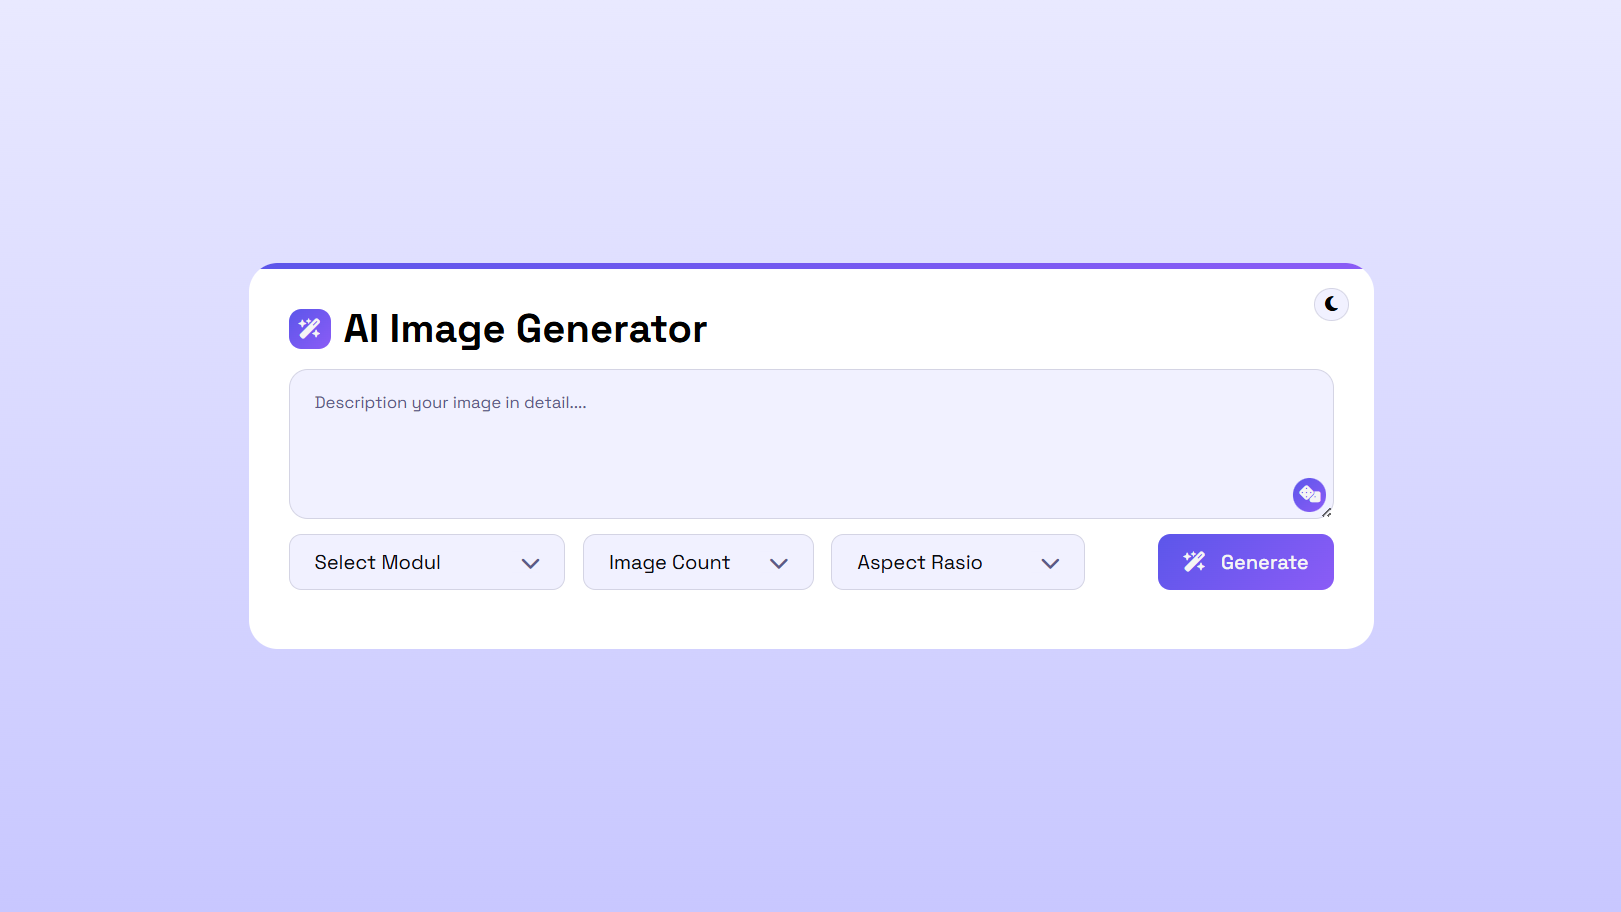 AI Image Generator
Description your image in detail....
Select Modul
Image Count
Aspect Rasio
Generate